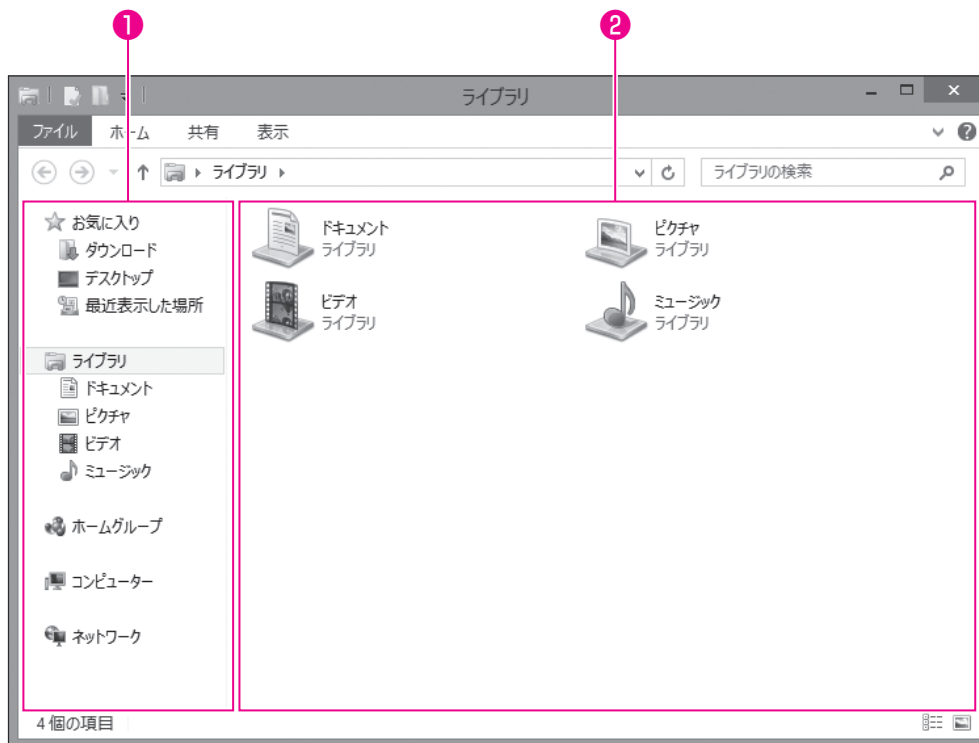 1 2
ライブラリ
ファイル ホーム 共有 表示
ライブラリ ライブラリの検索
お気に入り
ダウンロード
デスクトップ
最近表示した場所
ライブラリ
ドキュメント
ピクチャ
ビデオ
ミュージック
ホームグループ
コンピューター
ネットワーク
ドキュメント
ライブラリ
ピクチャ
ライブラリ
ビデオ
ライブラリ
ミュージック
ライブラリ
4 個の項目